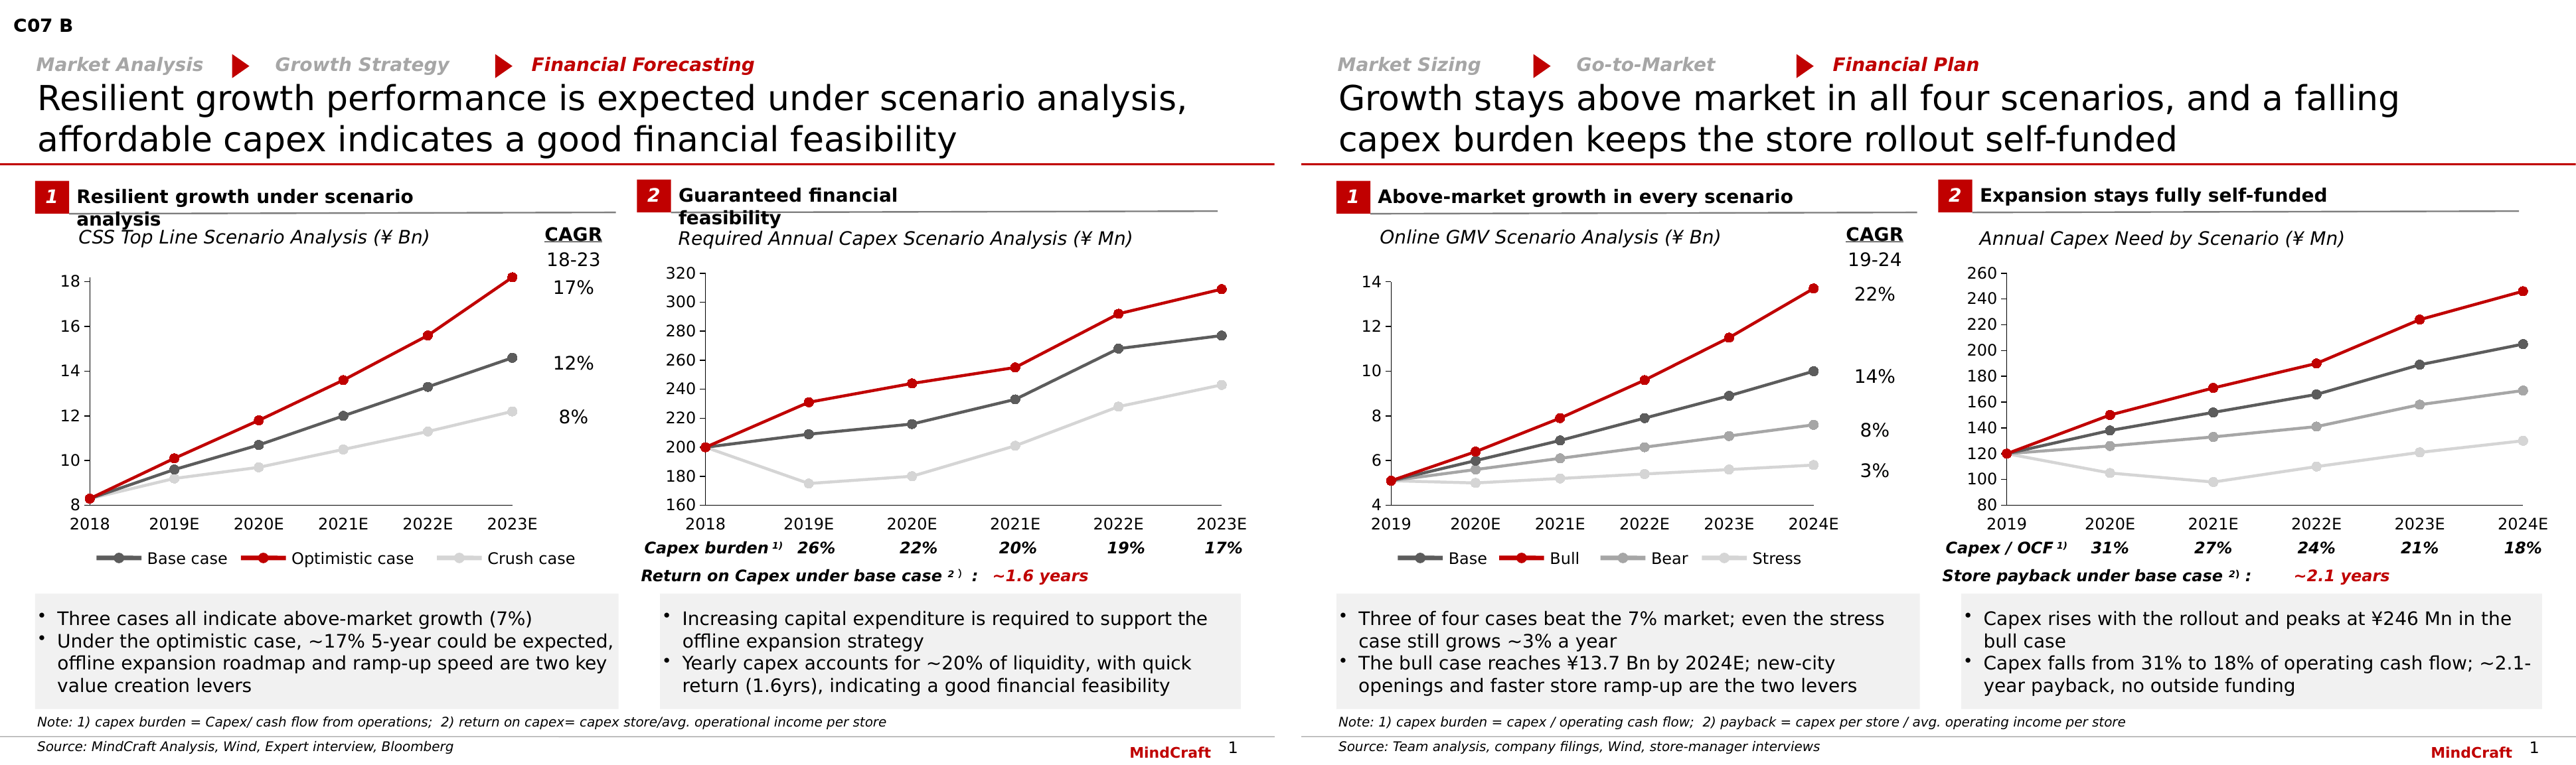 C07 B
Market Analysis Growth Strategy Financial Forecasting
Resilient growth performance is expected under scenario analysis,
affordable capex indicates a good financial feasibility
1 Resilient growth under scenario
analysis
CSS Top Line Scenario Analysis (¥ Bn)
CAGR
18-23
17%
12%
8%
18
16
14
12
10
8
2018 2019E 2020E 2021E 2022E 2023E
Base case Optimistic case Crush case
2 Guaranteed financial
feasibility
Required Annual Capex Scenario Analysis (¥ Mn)
320
300
280
260
240
220
200
180
160
2018 2019E 2020E 2021E 2022E 2023E
Capex burden 1) 26% 22% 20% 19% 17%
Return on Capex under base case 2) : ~1.6 years
• Three cases all indicate above-market growth (7%)
• Under the optimistic case, ~17% 5-year could be expected,
offline expansion roadmap and ramp-up speed are two key
value creation levers
• Increasing capital expenditure is required to support the
offline expansion strategy
• Yearly capex accounts for ~20% of liquidity, with quick
return (1.6yrs), indicating a good financial feasibility
Note: 1) capex burden = Capex/ cash flow from operations; 2) return on capex= capex store/avg. operational income per store
Source: MindCraft Analysis, Wind, Expert interview, Bloomberg
MindCraft 1
Market Sizing Go-to-Market Financial Plan
Growth stays above market in all four scenarios, and a falling
capex burden keeps the store rollout self-funded
1 Above-market growth in every scenario
Online GMV Scenario Analysis (¥ Bn)
CAGR
19-24
22%
14%
8%
3%
14
12
10
8
6
4
2019 2020E 2021E 2022E 2023E 2024E
Base Bull Bear Stress
2 Expansion stays fully self-funded
Annual Capex Need by Scenario (¥ Mn)
260
240
220
200
180
160
140
120
100
80
2019 2020E 2021E 2022E 2023E 2024E
Capex / OCF 1) 31% 27% 24% 21% 18%
Store payback under base case 2) : ~2.1 years
• Three of four cases beat the 7% market; even the stress
case still grows ~3% a year
• The bull case reaches ¥13.7 Bn by 2024E; new-city
openings and faster store ramp-up are the two levers
• Capex rises with the rollout and peaks at ¥246 Mn in the
bull case
• Capex falls from 31% to 18% of operating cash flow; ~2.1-
year payback, no outside funding
Note: 1) capex burden = capex / operating cash flow; 2) payback = capex per store / avg. operating income per store
Source: Team analysis, company filings, Wind, store-manager interviews
MindCraft 1